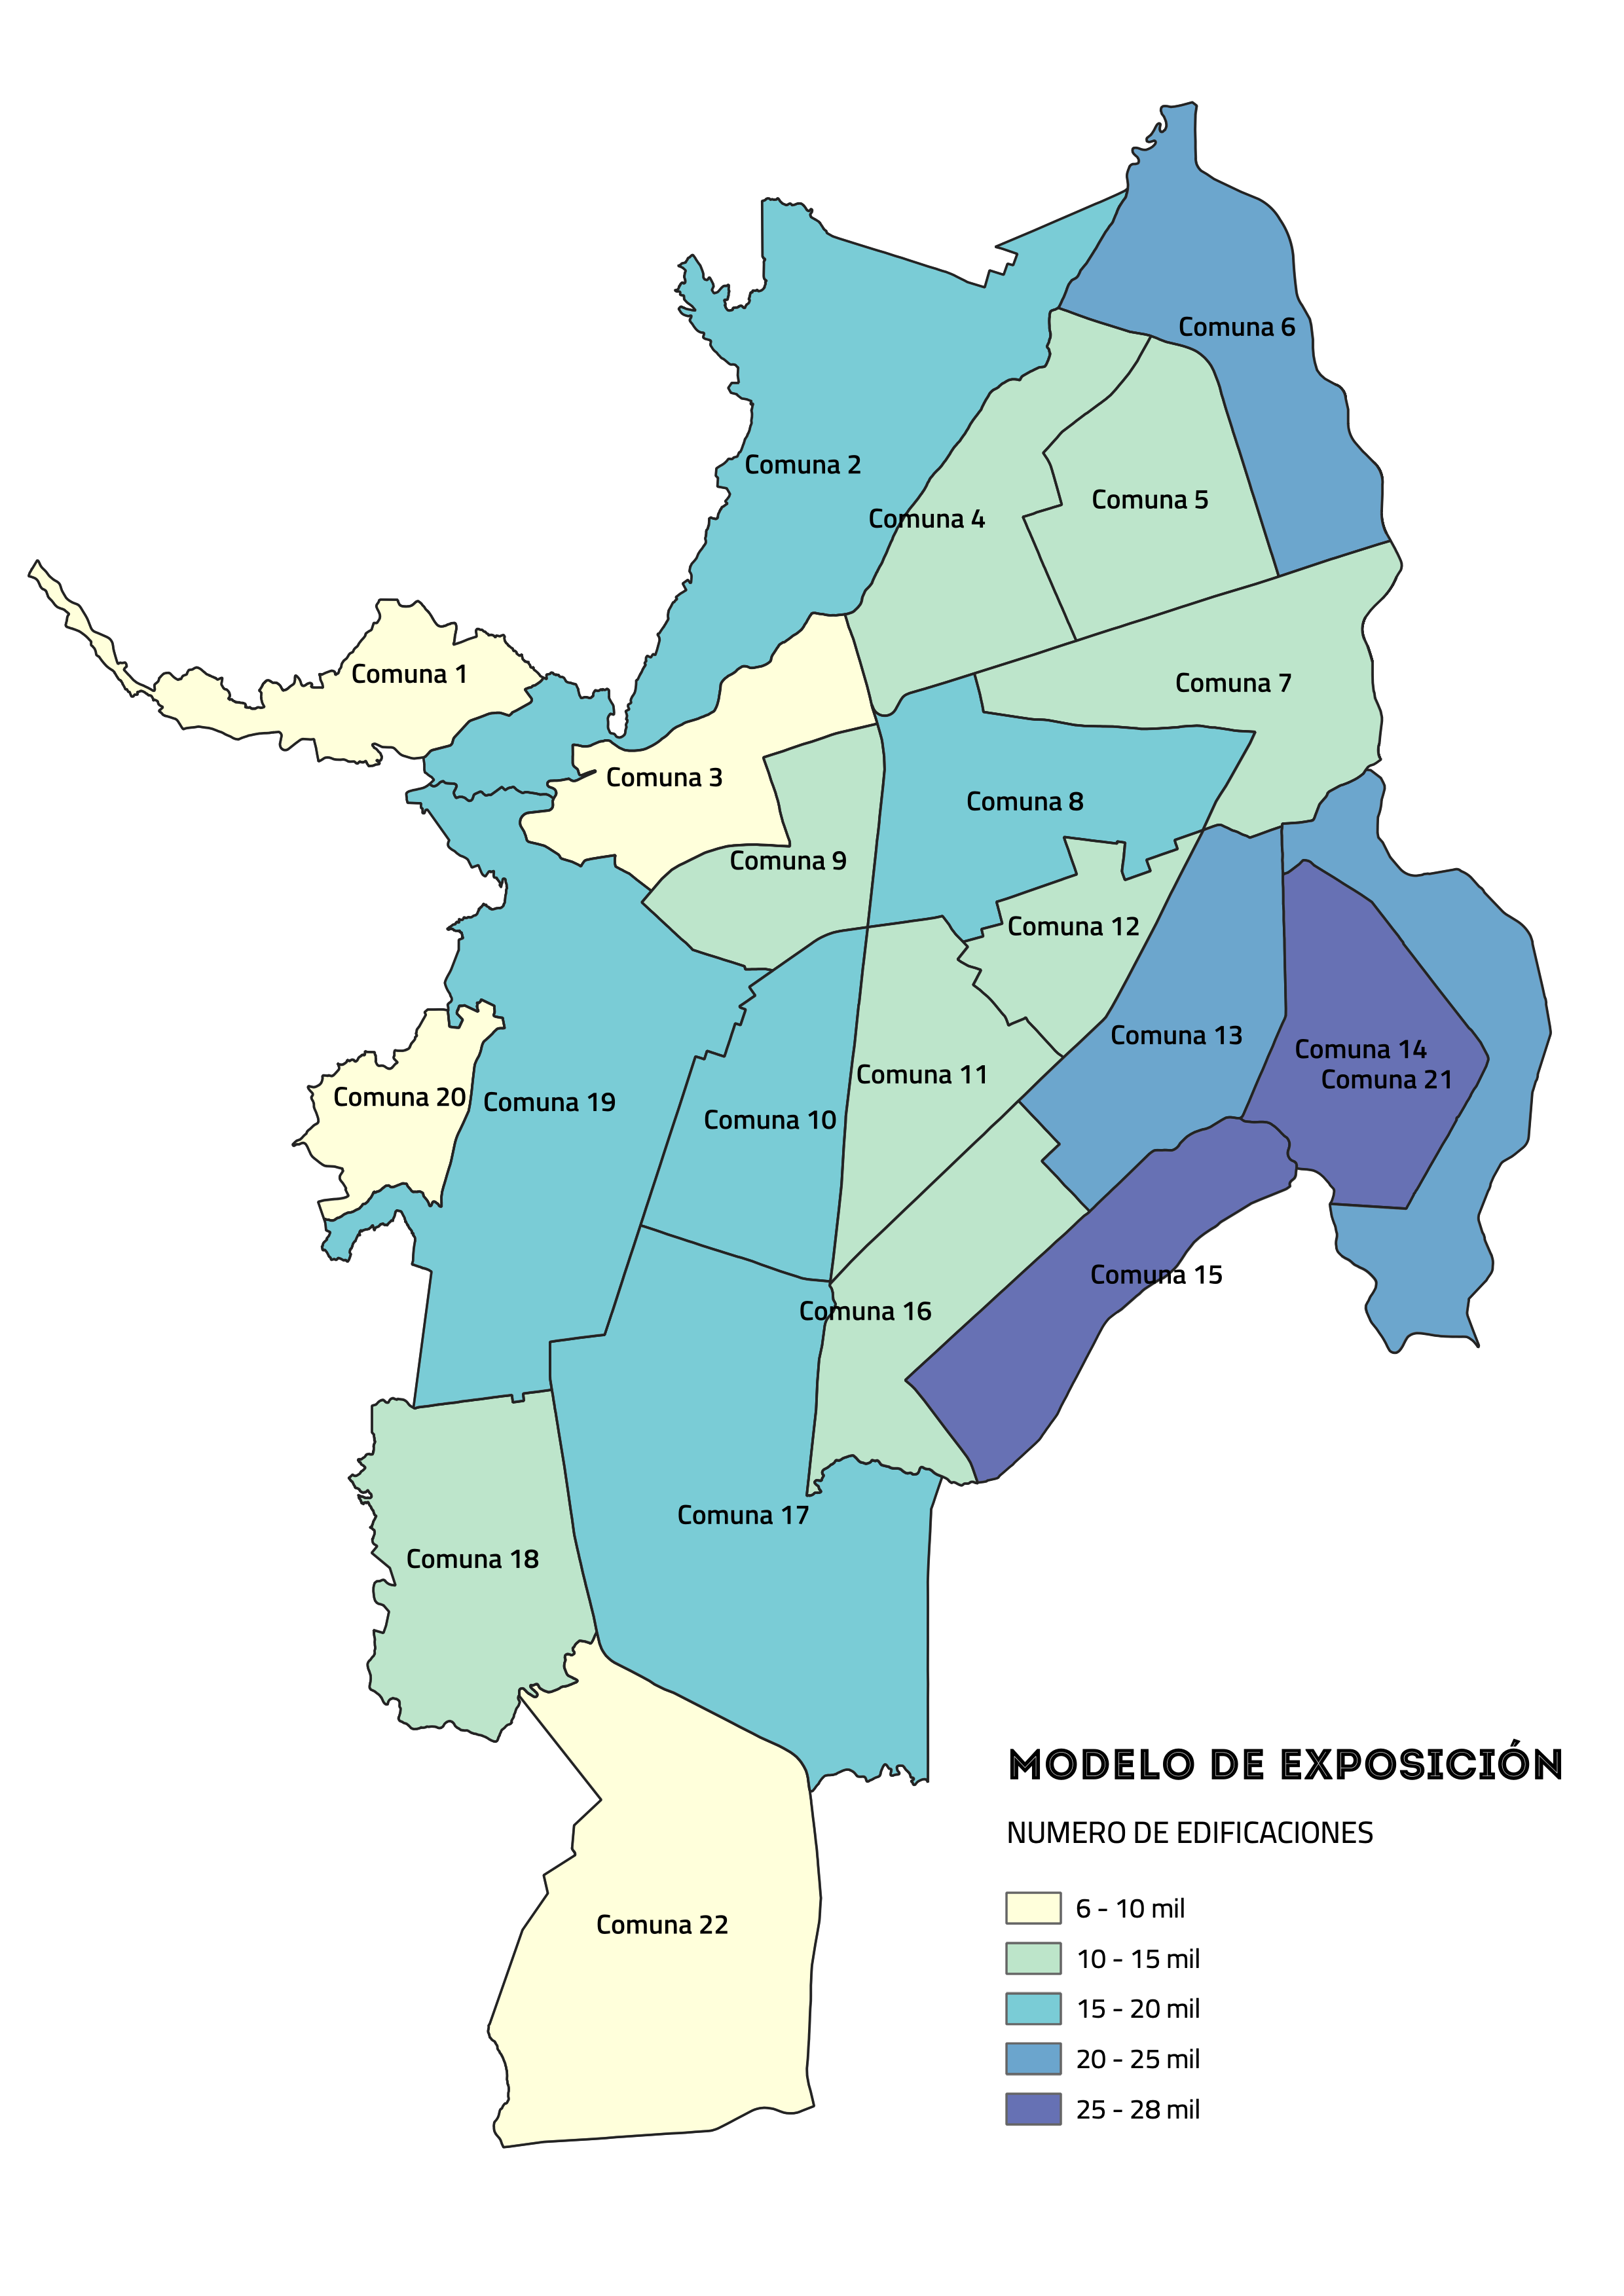 Comuna 6
Comuna 2
Comuna 5
Comuna 4
Comuna 1
Comuna 7
Comuna 3
Comuna 8
Comuna 9
Comuna 12
Comuna 13
Comuna 14
Comuna 11
Comuna 21
Comuna 20
Comuna 19
Comuna 10
Comuna 15
Comuna 16
Comuna 17
Comuna 18
MODELO DE EXPOSICIÓN
NUMERO DE EDIFICACIONES
6 - 10 mil
Comuna 22
10 - 15 mil
15 - 20 mil
20 - 25 mil
25 - 28 mil